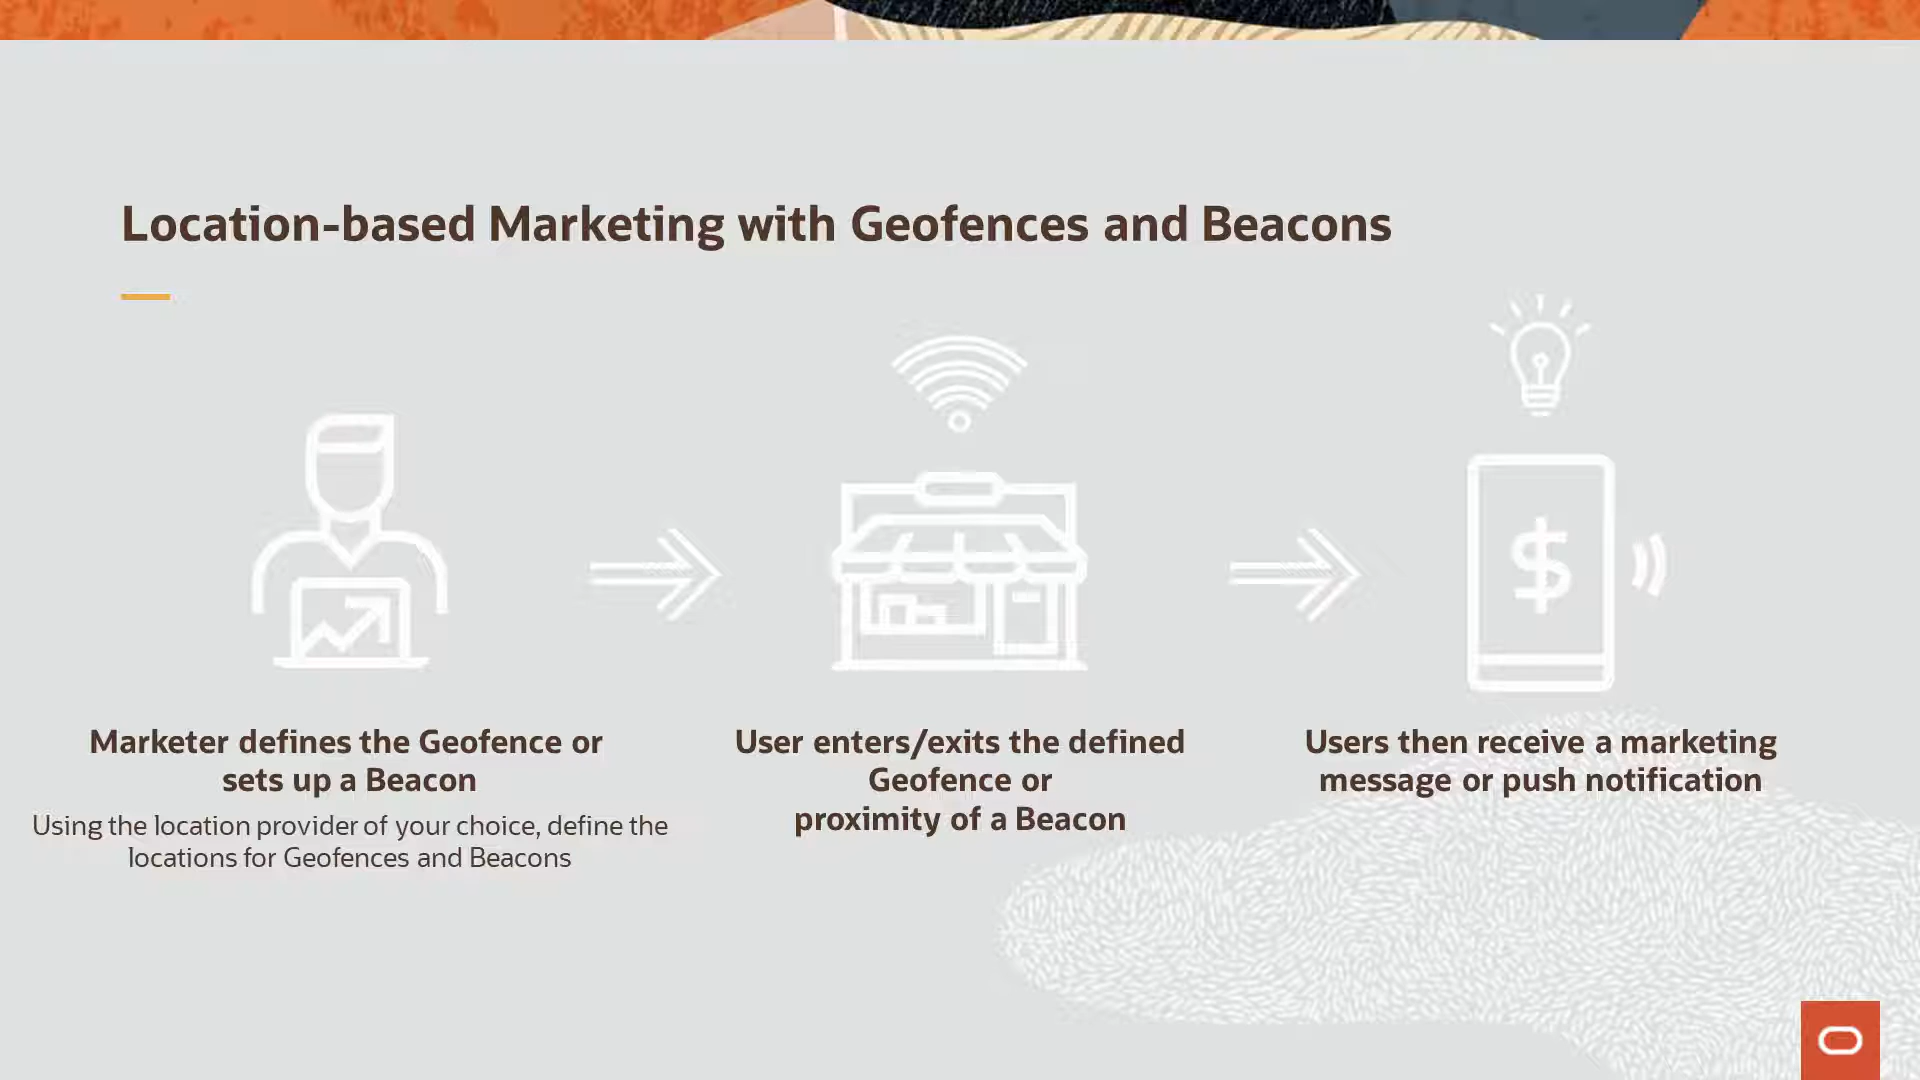 Location-based Marketing with Geofences and Beacons
Marketer defines the Geofence or
sets up a Beacon
Using the location provider of your choice, define the
locations for Geofences and Beacons
User enters/exits the defined
Geofence or
proximity of a Beacon
$
Users then receive a marketing
message or push notification